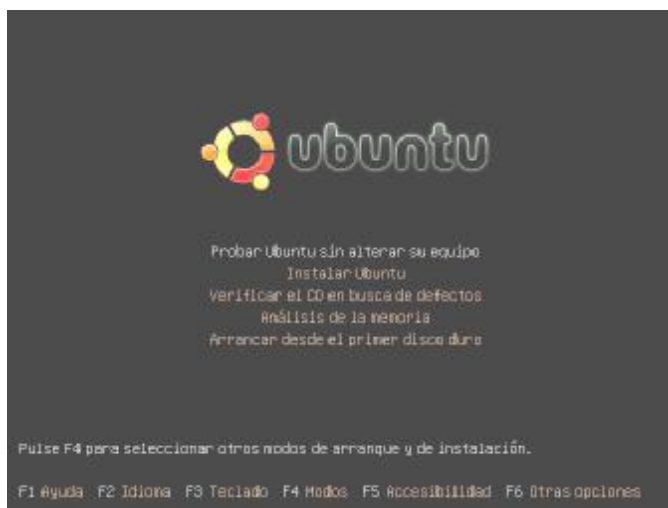 ubuntu
Probar Ubuntu sin alterar su equipo
Instalar Ubuntu
Verificar el CD en busca de defectos
Análisis de la memoria
Arrancar desde el primer disco duro
Pulse F4 para seleccionar otros modos de arranque y de instalación.
F1 Ayuda F2 Idioma F3 Teclado F4 Modos F5 Accesibilidad F6 Otras opciones